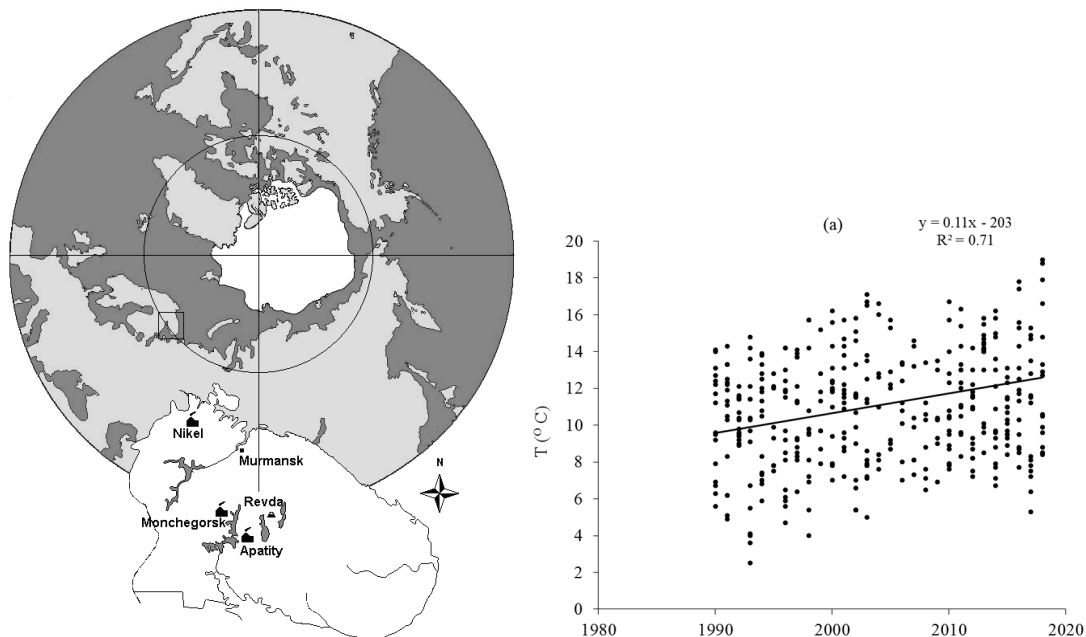 Nikel
Murmansk
N
Revda
Monchegorsk
Apatity
(a)
y = 0.11x - 203
R² = 0.71
T (⁰ C)
20
18
16
14
12
10
8
6
4
2
0
1980 1990 2000 2010 2020